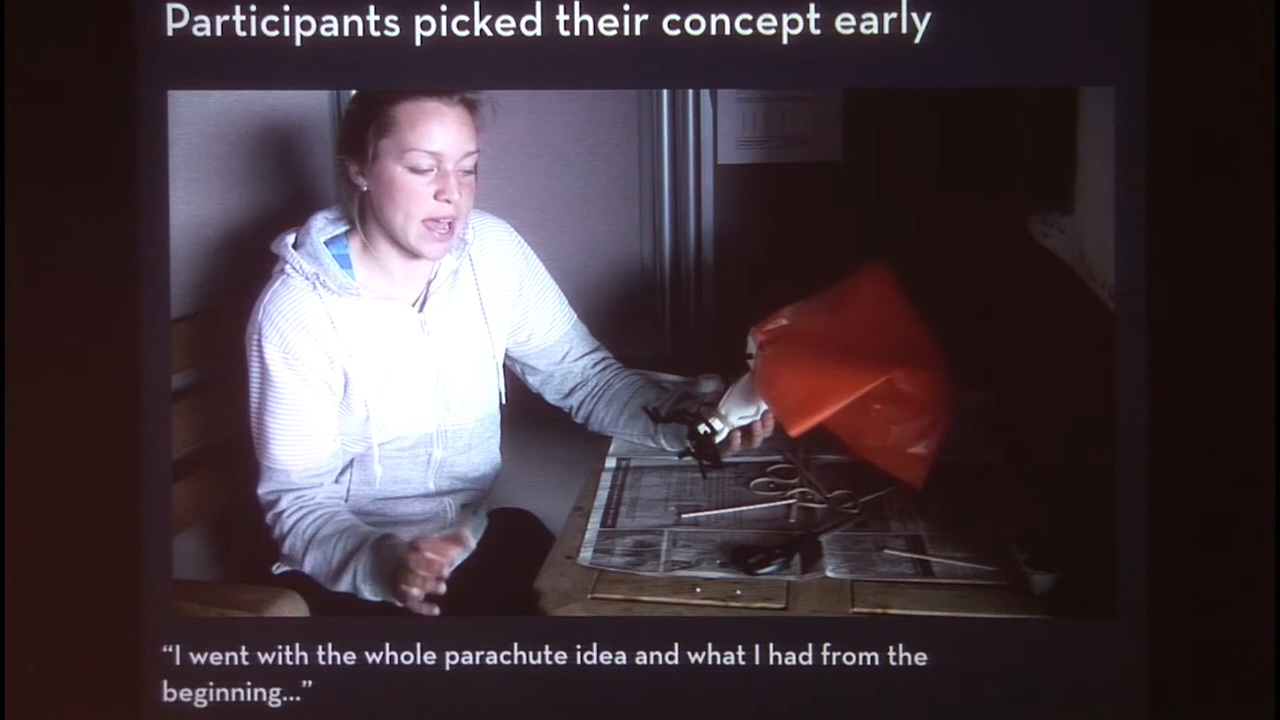 Participants picked their concept early
“I went with the whole parachute idea and what I had from the
beginning...”